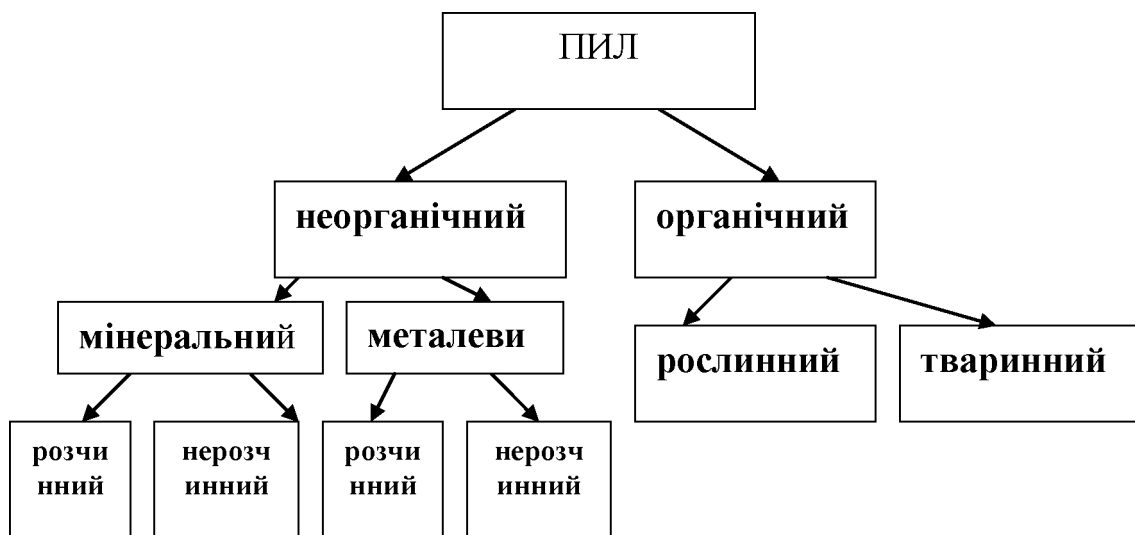 ПИЛ
неорганічний
органічний
мінеральний
металеви
рослинний
тваринний
розчи
нний
нерозч
инний
розчи
нний
нерозч
инний